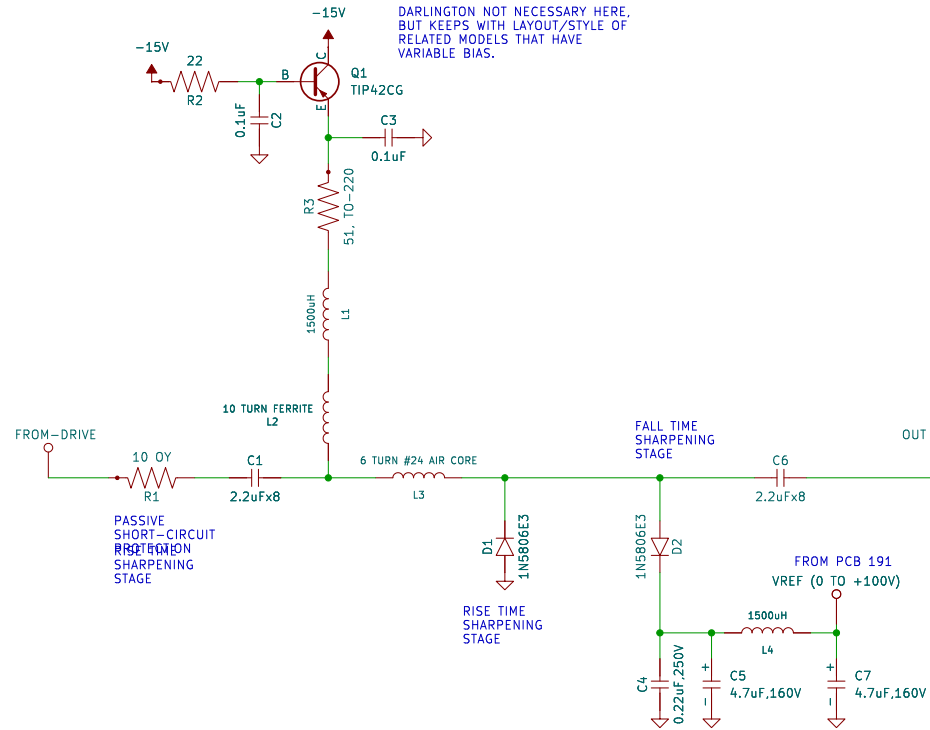 DARLINGTON NOT NECESSARY HERE,
BUT KEEPS WITH LAYOUT/STYLE OF
RELATED MODELS THAT HAVE
VARIABLE BIAS.
-15V
-15V
22
R2
B
C
E
Q1
TIP42CG
0.1uF
C2
C3
0.1uF
R3
51, TO-220
1500uH
L1
10 TURN FERRITE
L2
FROM-DRIVE
10 OY
R1
C1
2.2uFx8
6 TURN #24 AIR CORE
L3
FALL TIME
SHARPENING
STAGE
OUT
C6
2.2uFx8
PASSIVE
SHORT-CIRCUIT
PROTECTION
RISE TIME
SHARPENING
STAGE
D1
1N5806E3
1N5806E3
D2
RISE TIME
SHARPENING
STAGE
FROM PCB 191
VREF (0 TO +100V)
1500uH
L4
C4
0.22uF,250V
+
-
C5
4.7uF,160V
+
-
C7
4.7uF,160V